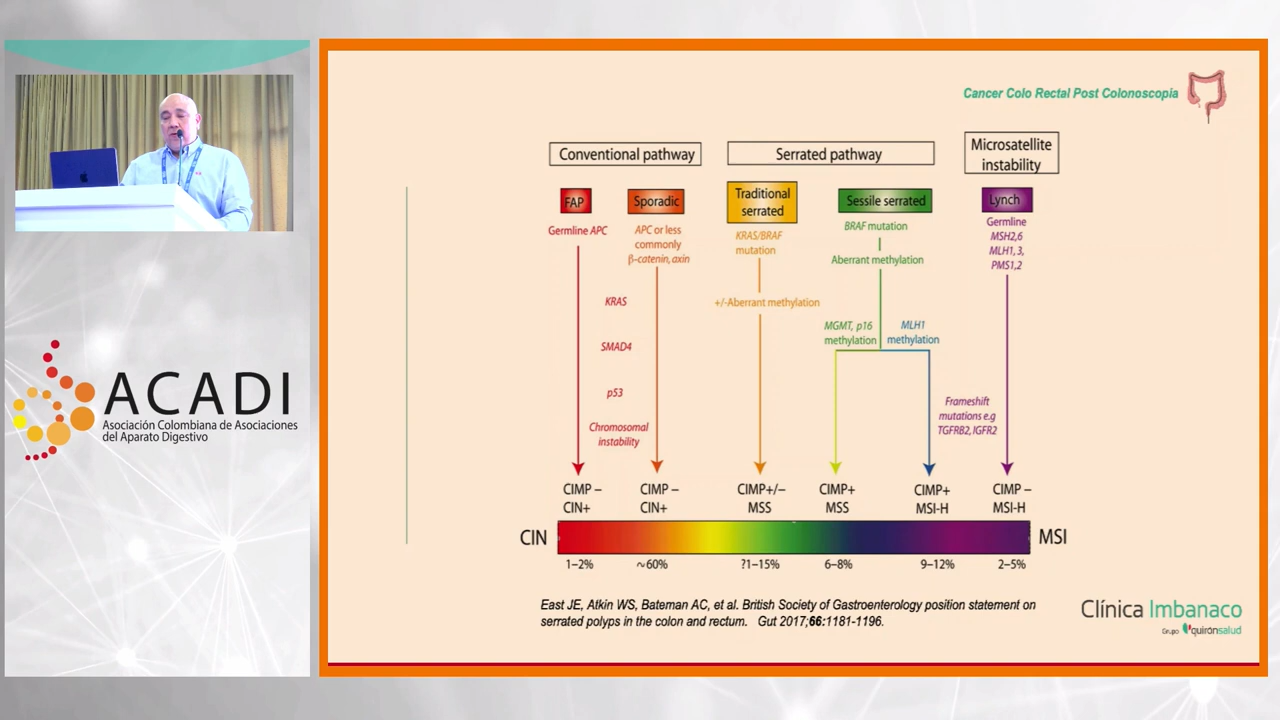 ACADI
Asociación Colombiana de Asociaciones
del Aparato Digestivo
Cancer Colo Rectal Post Colonoscopía
Conventional pathway
Serrated pathway
Microsatellite
instability
FAP
Sporadic
Traditional
serrated
Sessile serrated
Lynch
Germline APC
APC or less
commonly
β-catenin, axin
KRAS/BRAF
mutation
BRAF mutation
Germline
MSH2,6
MLH1, 3,
PMS1,2
Aberrant methylation
KRAS
+/-Aberrant methylation
SMAD4
MGMT, p16
methylation
MLH1
methylation
p53
Frameshift
mutations e.g
TGFRB2, IGFR2
Chromosomal
instability
CIMP –
CIN+
CIMP –
CIN+
CIMP+/–
MSS
CIMP+
MSS
CIMP+
MSI-H
CIMP –
MSI-H
CIN
MSI
1–2%
~60%
?1–15%
6–8%
9–12%
2–5%
East JE, Atkin WS, Bateman AC, et al. British Society of Gastroenterology position statement on
serrated polyps in the colon and rectum. Gut 2017;66:1181-1196.
Clínica Imbanaco
Grupo quirónsalud